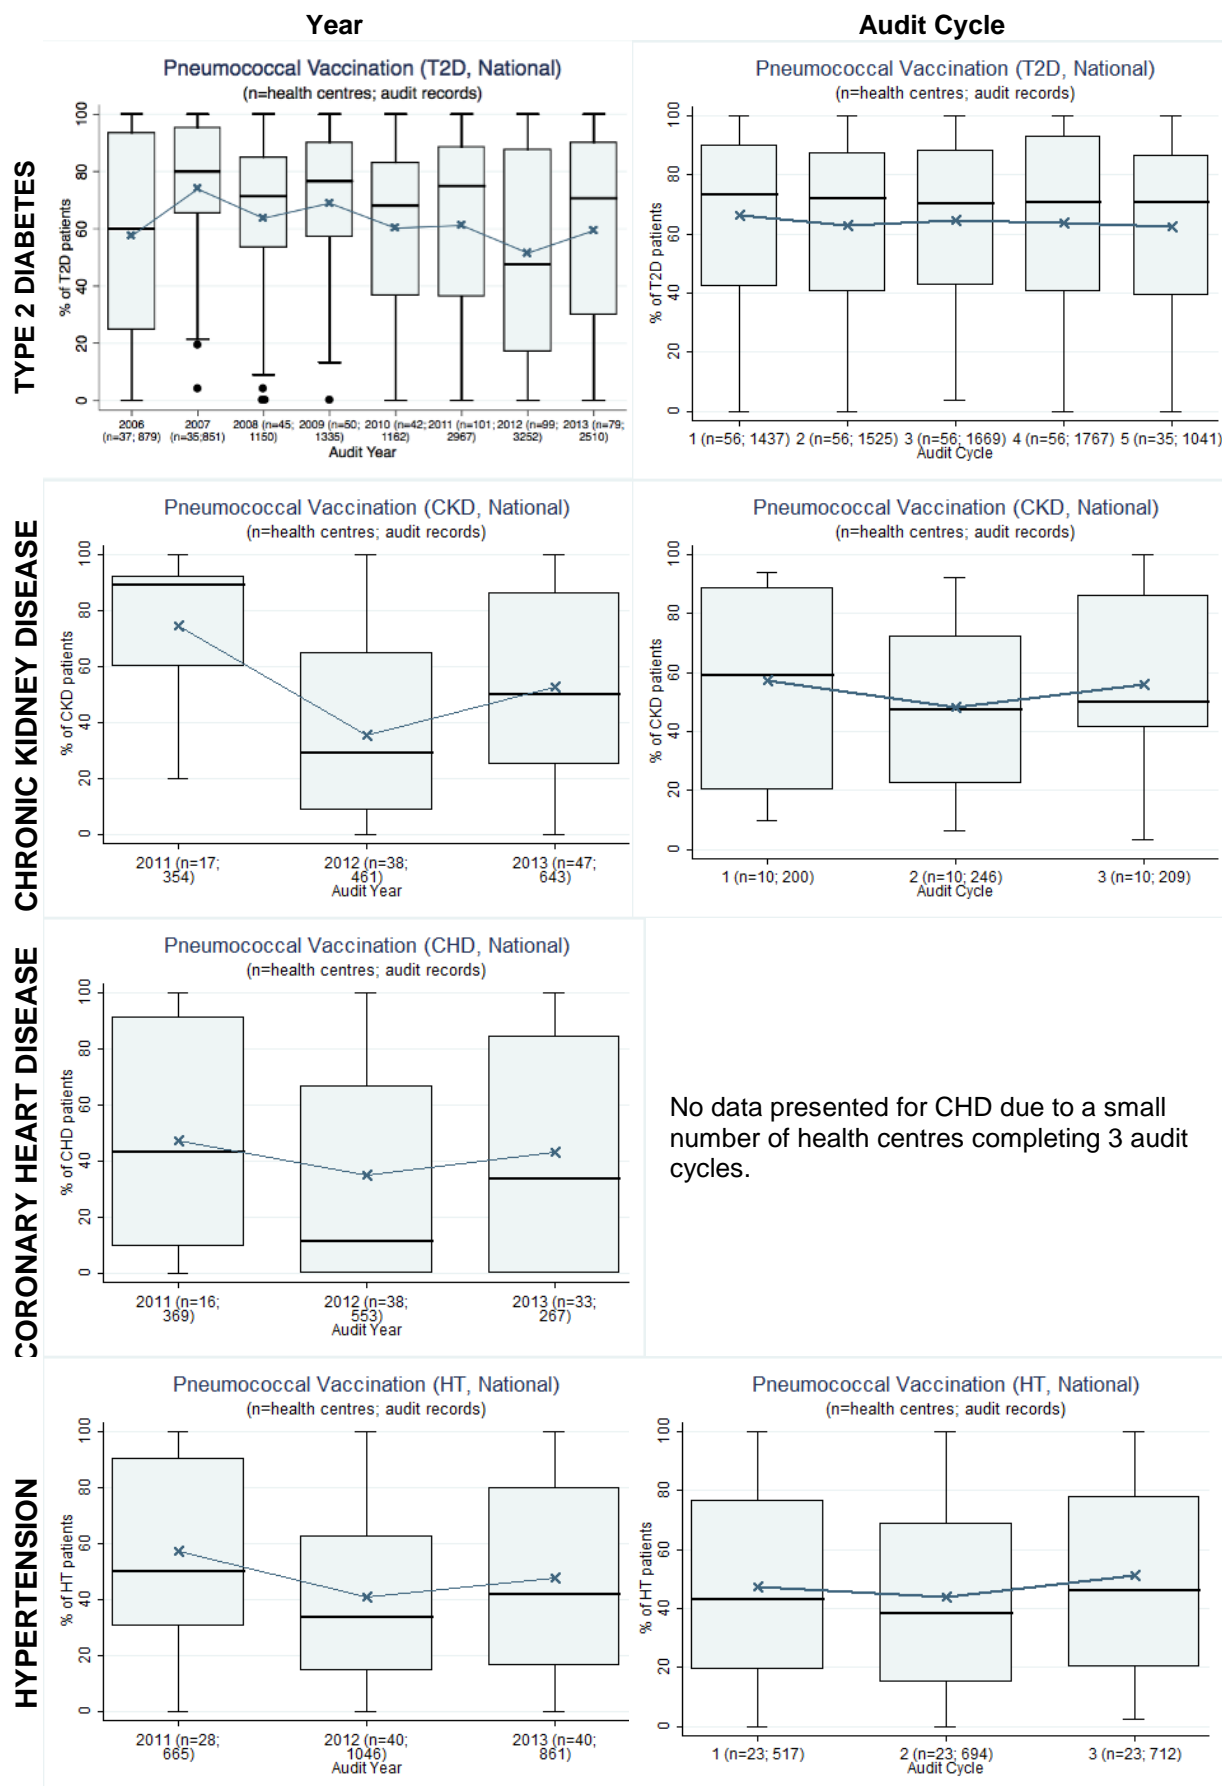 Year
Audit Cycle
TYPE 2 DIABETES
Pneumococcal Vaccination (T2D, National)
(n=health centres; audit records)
% of T2D patients
100
80
60
40
20
0
2006 (n=37; 879)
2007 (n=35;851)
2008 (n=45; 1150)
2009 (n=50; 1335)
2010 (n=42; 1162)
2011 (n=101; 2967)
2012 (n=99; 3252)
2013 (n=79; 2510)
Audit Year
Pneumococcal Vaccination (T2D, National)
(n=health centres; audit records)
% of T2D patients
100
80
60
40
20
0
1 (n=56; 1437)
2 (n=56; 1525)
3 (n=56; 1669)
4 (n=56; 1767)
5 (n=35; 1041)
Audit Cycle
CHRONIC KIDNEY DISEASE
Pneumococcal Vaccination (CKD, National)
(n=health centres; audit records)
% of CKD patients
100
80
60
40
20
0
2011 (n=17; 354)
2012 (n=38; 461)
2013 (n=47; 643)
Audit Year
Pneumococcal Vaccination (CKD, National)
(n=health centres; audit records)
% of CKD patients
100
80
60
40
20
0
1 (n=10; 200)
2 (n=10; 246)
3 (n=10; 209)
Audit Cycle
CORONARY HEART DISEASE
Pneumococcal Vaccination (CHD, National)
(n=health centres; audit records)
% of CHD patients
100
80
60
40
20
0
2011 (n=16; 369)
2012 (n=38; 553)
2013 (n=33; 267)
Audit Year
No data presented for CHD due to a small
number of health centres completing 3 audit
cycles.
HYPERTENSION
Pneumococcal Vaccination (HT, National)
(n=health centres; audit records)
% of HT patients
100
80
60
40
20
0
2011 (n=28; 665)
2012 (n=40; 1046)
2013 (n=40; 861)
Audit Year
Pneumococcal Vaccination (HT, National)
(n=health centres; audit records)
% of HT patients
100
80
60
40
20
0
1 (n=23; 517)
2 (n=23; 694)
3 (n=23; 712)
Audit Cycle